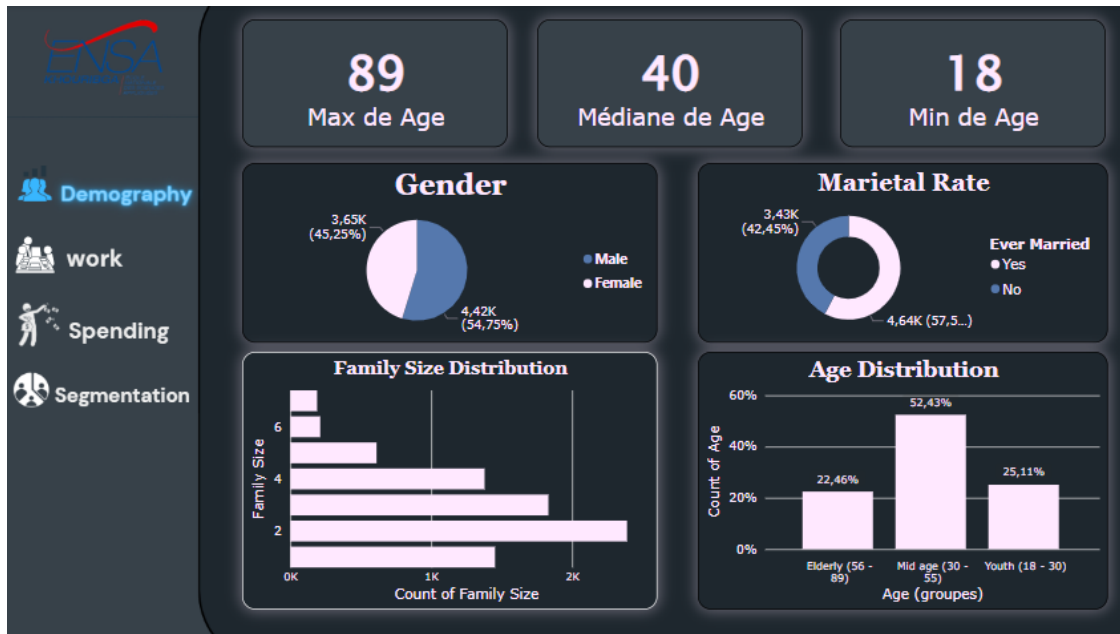 ENSA
Demography
work
Spending
Segmentation
89
Max de Age
40
Médiane de Age
18
Min de Age
Gender
3,65K
(45,25%)
4,42K
(54,75%)
Male
Female
Marietal Rate
3,43K
(42,45%)
4,64K (57,5...)
Ever Married
Yes
No
Family Size Distribution
Family Size
6
4
2
0K
1K
2K
Count of Family Size
Age Distribution
Count of Age
60%
40%
20%
0%
22,46%
52,43%
25,11%
Elderly (56 -
89)
Mid age (30 -
55)
Youth (18 - 30)
Age (groupes)